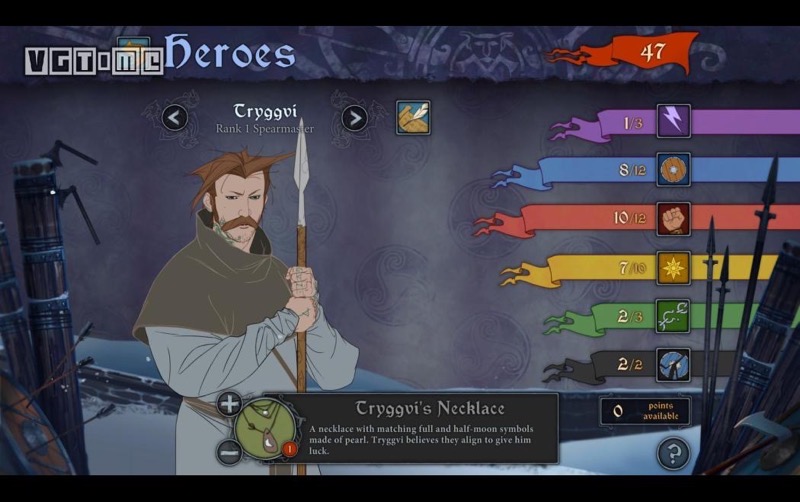 VGTIME
Heroes
47
Tryggvi
Rank 1 Spearmaster
1/3
8/12
10/12
7/10
2/3
2/2
0 points
available
?
Tryggvi's Necklace
A necklace with matching full and half-moon symbols
made of pearl. Tryggvi believes they align to give him
luck.
1